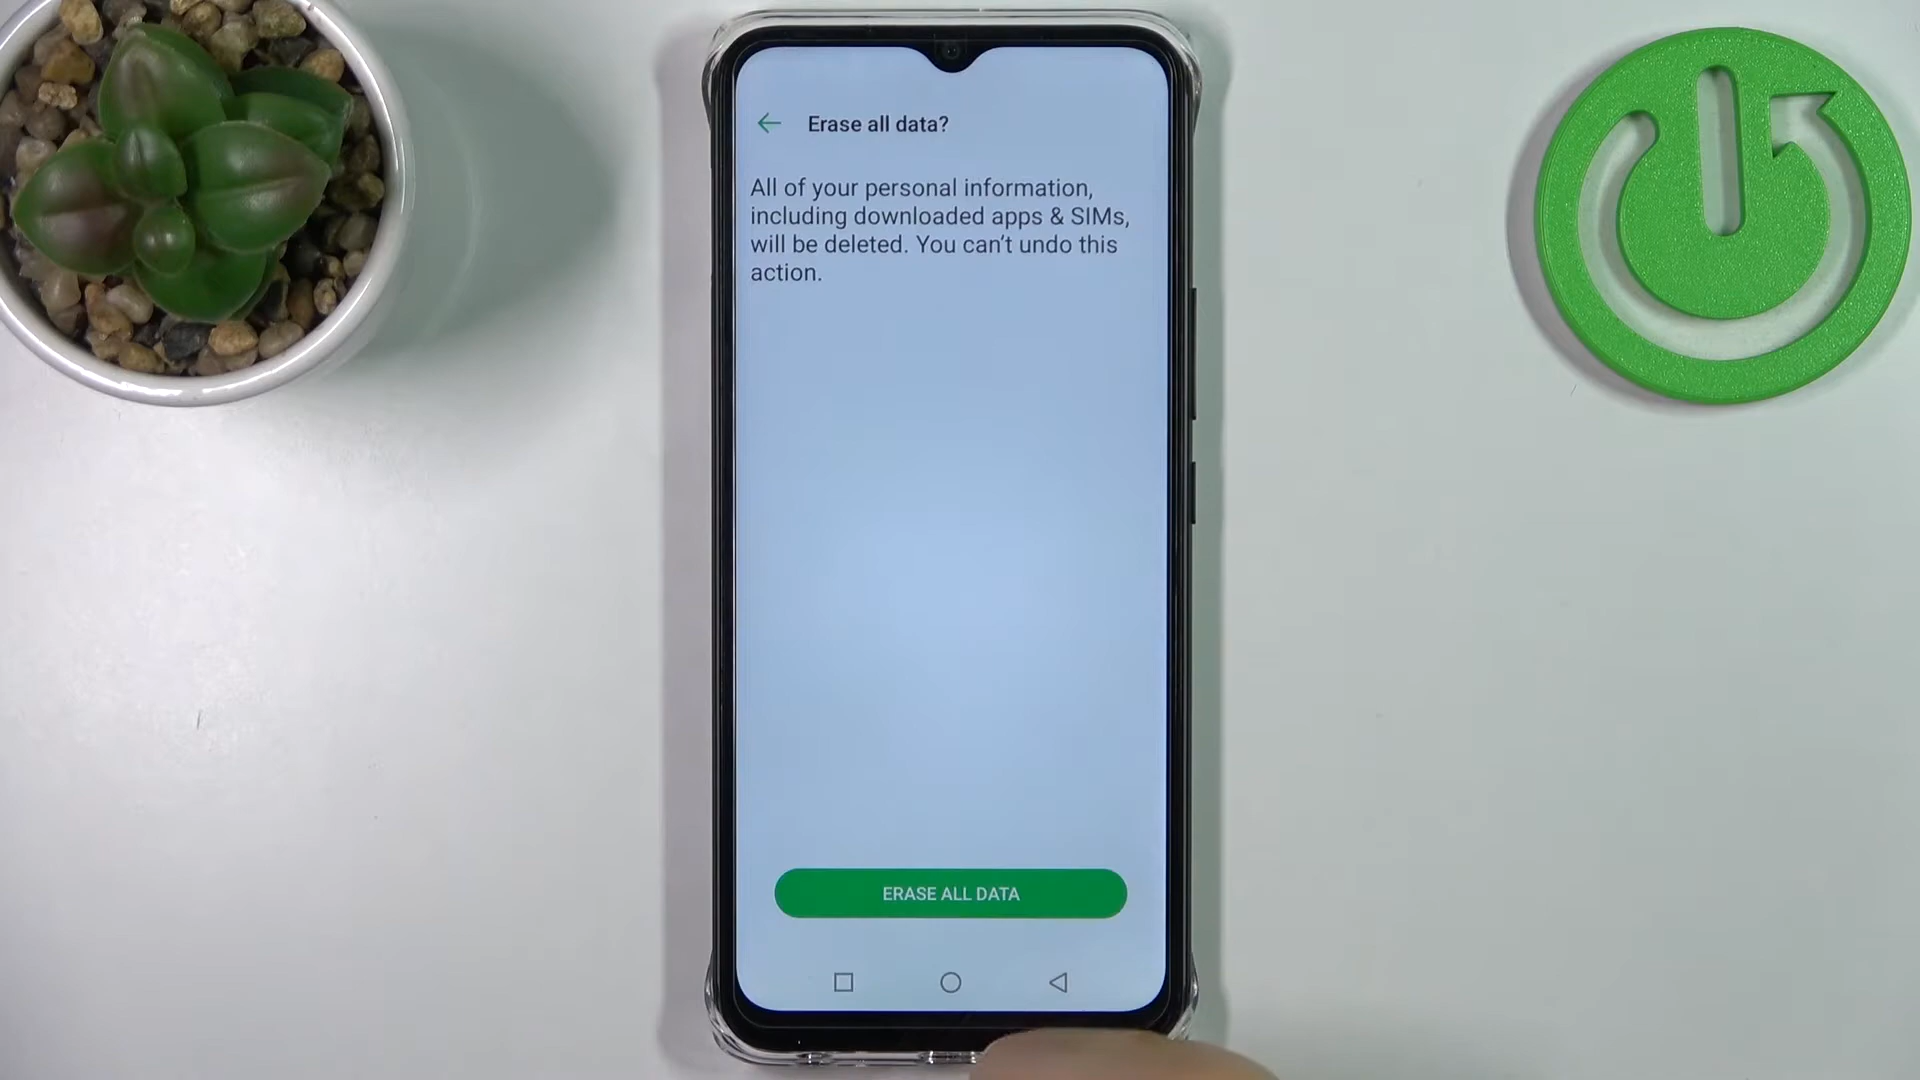 Erase all data?
All of your personal information,
including downloaded apps & SIMs,
will be deleted. You can't undo this
action.
ERASE ALL DATA